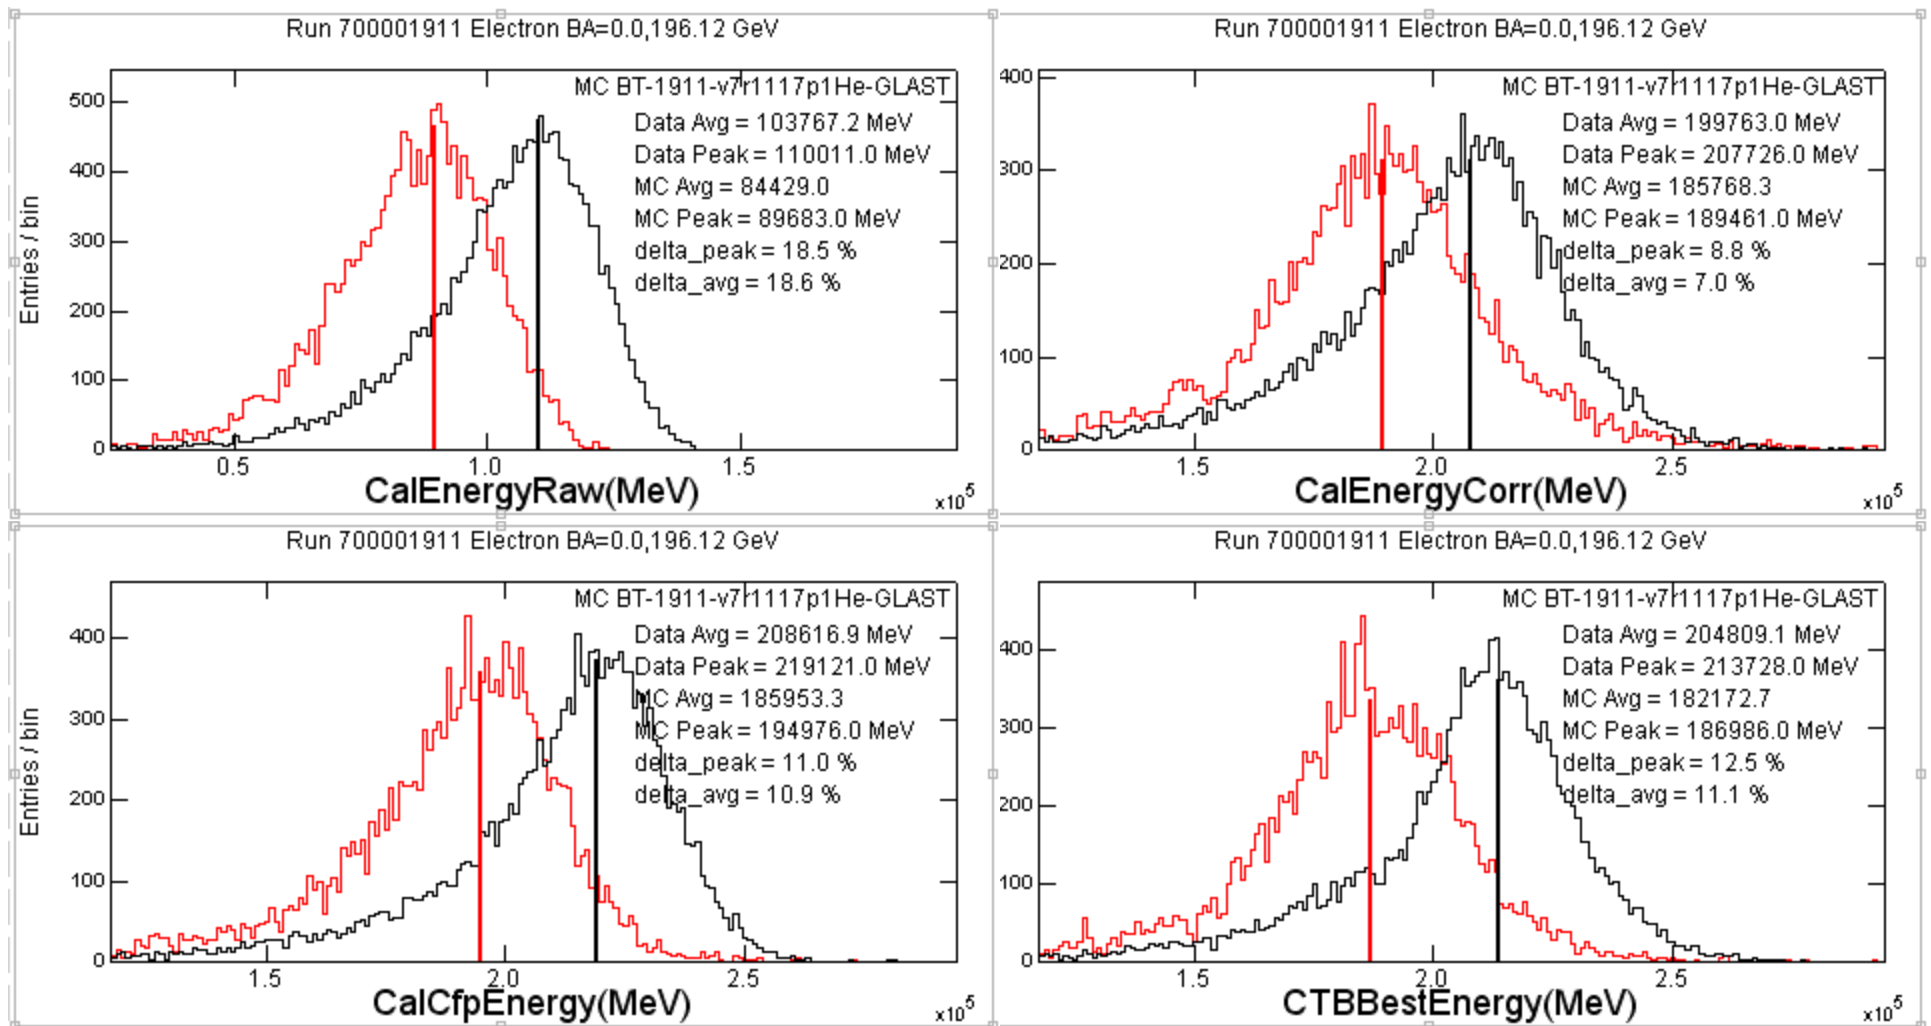 Run 700001911 Electron BA=0.0,196.12 GeV
MC BT-1911-v7r1117p1He-GLAST
Data Avg = 103767.2 MeV
Data Peak = 110011.0 MeV
MC Avg = 84429.0
MC Peak = 89683.0 MeV
delta_peak = 18.5 %
delta_avg = 18.6 %
Entries / bin
500
400
300
200
100
0
0.5
1.0
1.5
x10^5
CalEnergyRaw(MeV)
Run 700001911 Electron BA=0.0,196.12 GeV
MC BT-1911-v7r1117p1He-GLAST
Data Avg = 199763.0 MeV
Data Peak = 207726.0 MeV
MC Avg = 185768.3
MC Peak = 189461.0 MeV
delta_peak = 8.8 %
delta_avg = 7.0 %
400
300
200
100
0
1.5
2.0
2.5
x10^5
CalEnergyCorr(MeV)
Run 700001911 Electron BA=0.0,196.12 GeV
MC BT-1911-v7r1117p1He-GLAST
Data Avg = 208616.9 MeV
Data Peak = 219121.0 MeV
MC Avg = 185953.3
MC Peak = 194976.0 MeV
delta_peak = 11.0 %
delta_avg = 10.9 %
Entries / bin
400
300
200
100
0
1.5
2.0
2.5
x10^5
CalCfpEnergy(MeV)
Run 700001911 Electron BA=0.0,196.12 GeV
MC BT-1911-v7r1117p1He-GLAST
Data Avg = 204809.1 MeV
Data Peak = 213728.0 MeV
MC Avg = 182172.7
MC Peak = 186986.0 MeV
delta_peak = 12.5 %
delta_avg = 11.1 %
400
300
200
100
0
1.5
2.0
2.5
x10^5
CTBBestEnergy(MeV)